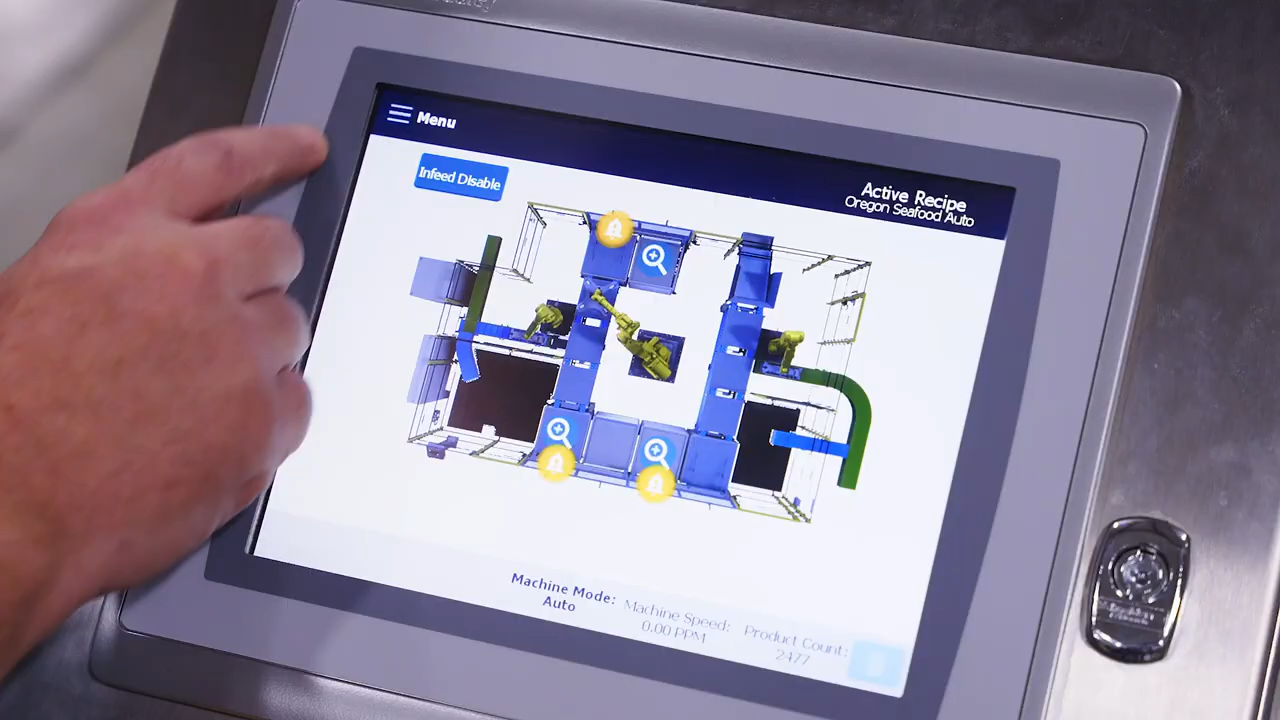 Menu
Infeed Disable
Active Recipe
Oregon Seafood Auto
Machine Mode:
Auto
Machine Speed:
0.00 PPM
Product Count:
2477